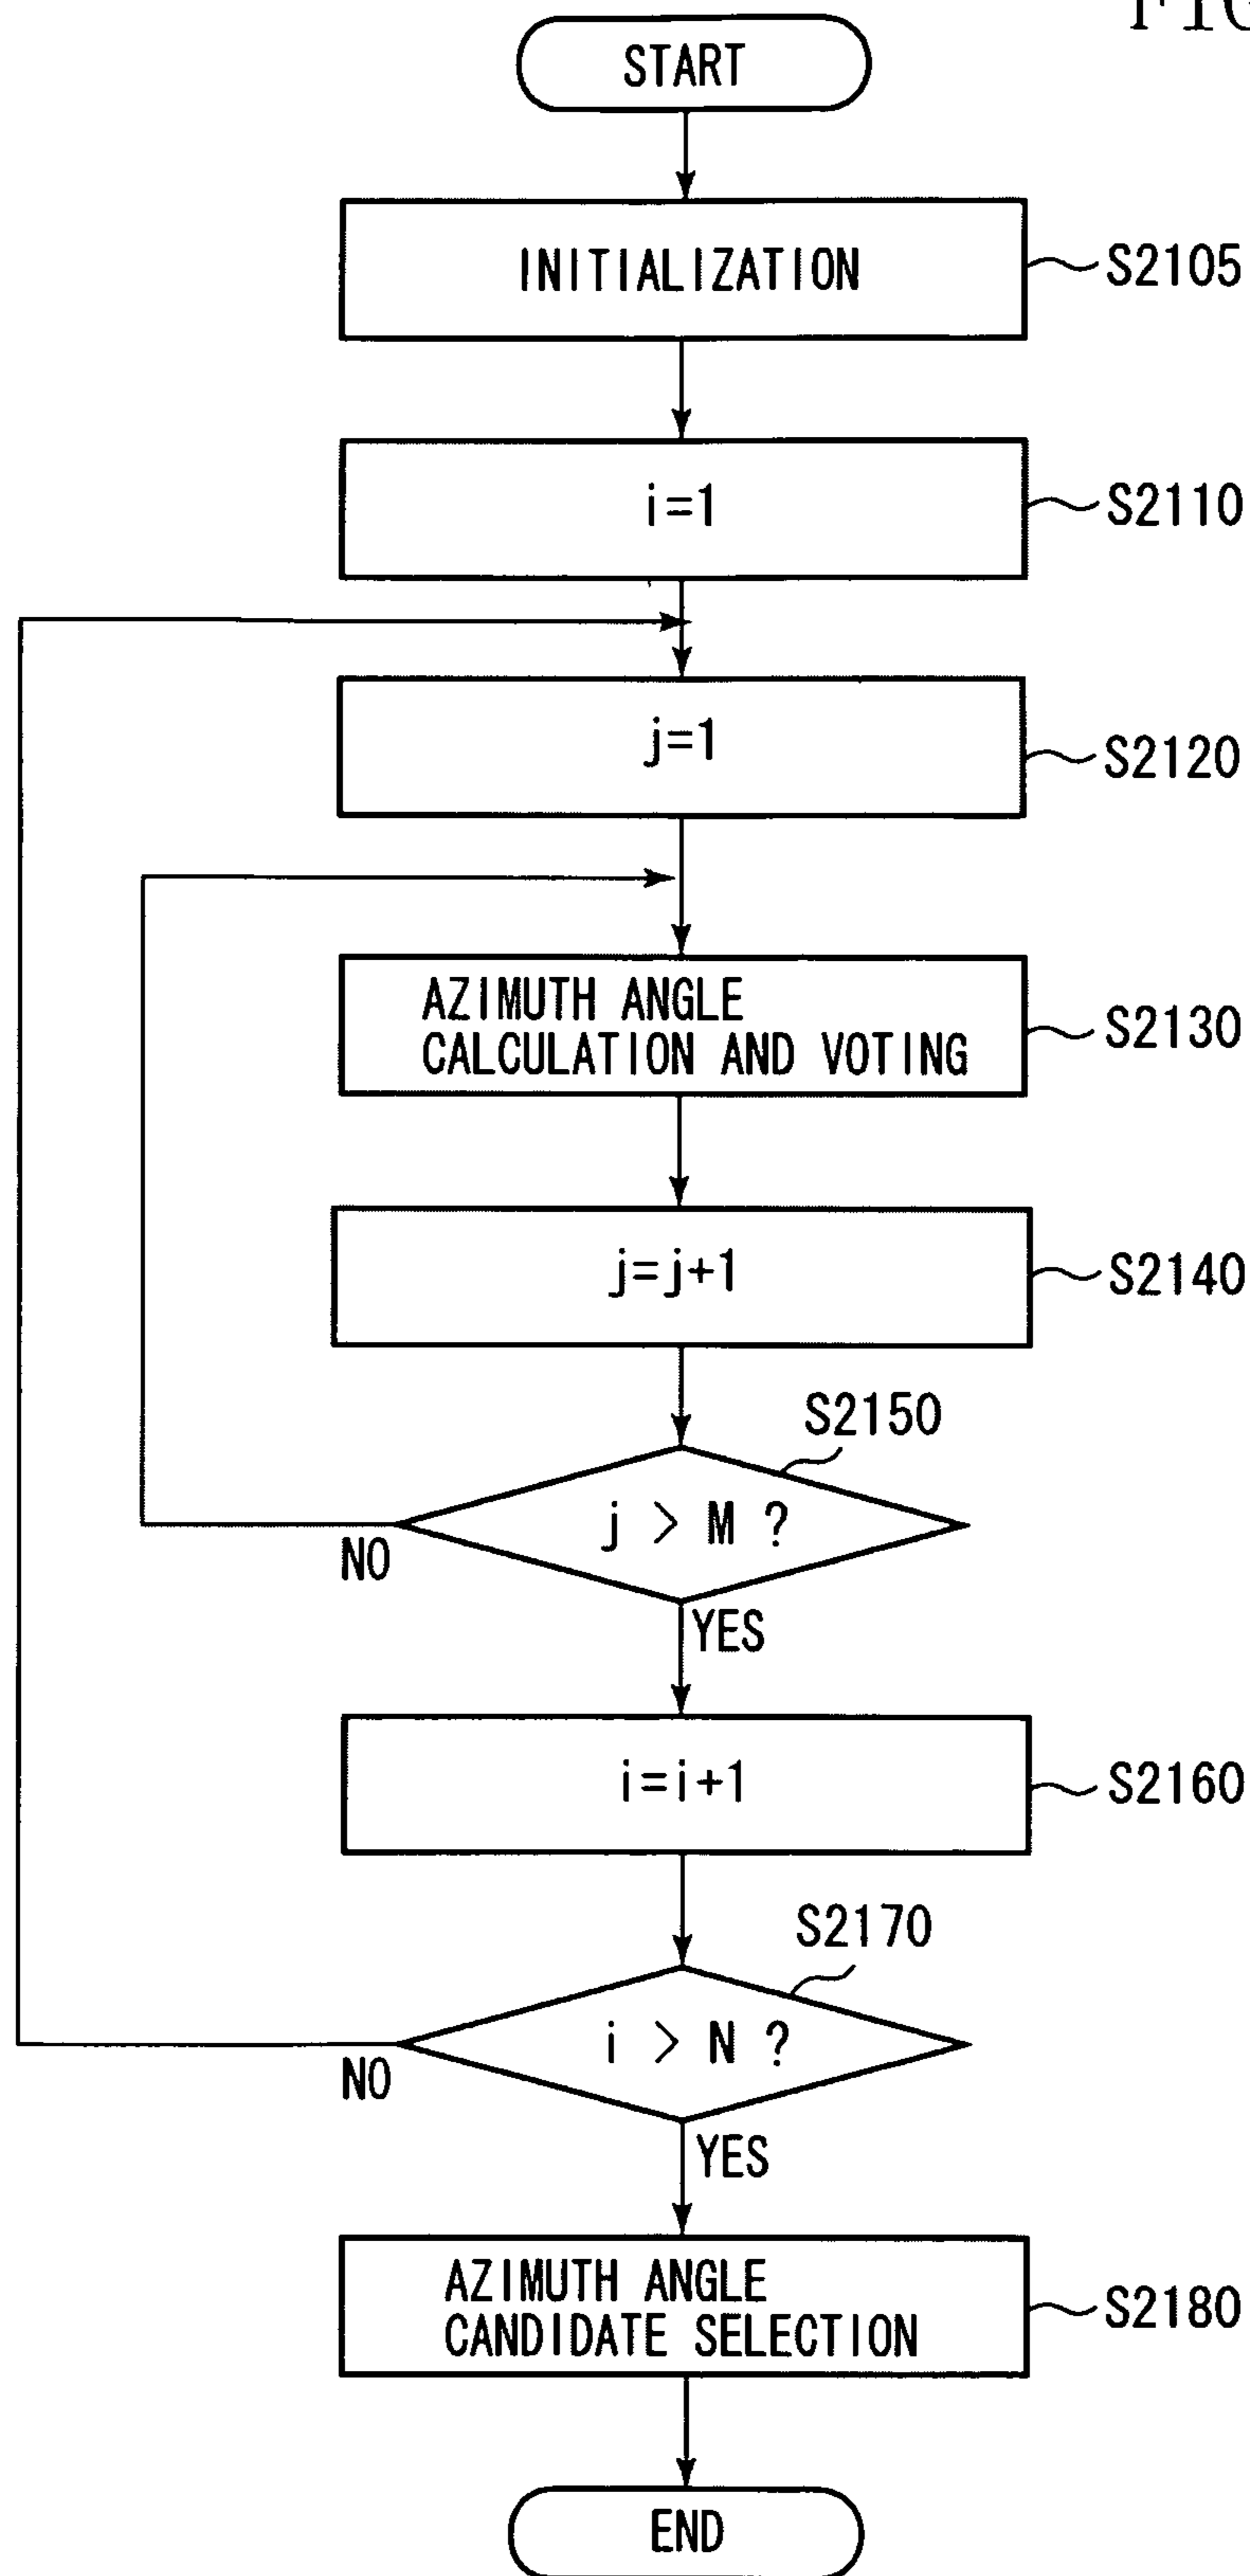 START
INITIALIZATION
S2105
i=1
S2110
j=1
S2120
AZIMUTH ANGLE
CALCULATION AND VOTING
S2130
j=j+1
S2140
S2150
j > M ?
NO
YES
i=i+1
S2160
S2170
i > N ?
NO
YES
AZIMUTH ANGLE
CANDIDATE SELECTION
S2180
END